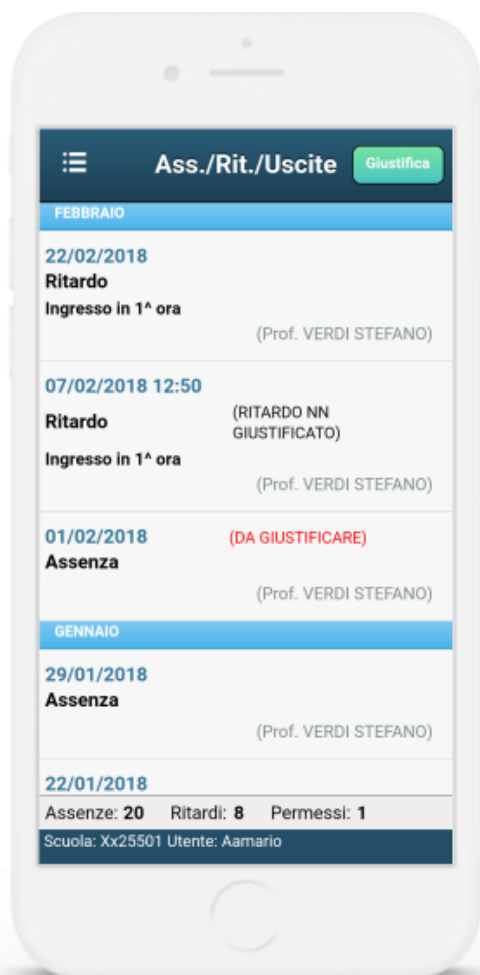 Ass./Rit./Uscite Giustifica
FEBBRAIO
22/02/2018
Ritardo
Ingresso in 1^ ora
(Prof. VERDI STEFANO)
07/02/2018 12:50
Ritardo (RITARDO NN
GIUSTIFICATO)
Ingresso in 1^ ora
(Prof. VERDI STEFANO)
01/02/2018 (DA GIUSTIFICARE)
Assenza
(Prof. VERDI STEFANO)
GENNAIO
29/01/2018
Assenza
(Prof. VERDI STEFANO)
22/01/2018
Assenze: 20 Ritardi: 8 Permessi: 1
Scuola: Xx25501 Utente: Aamario